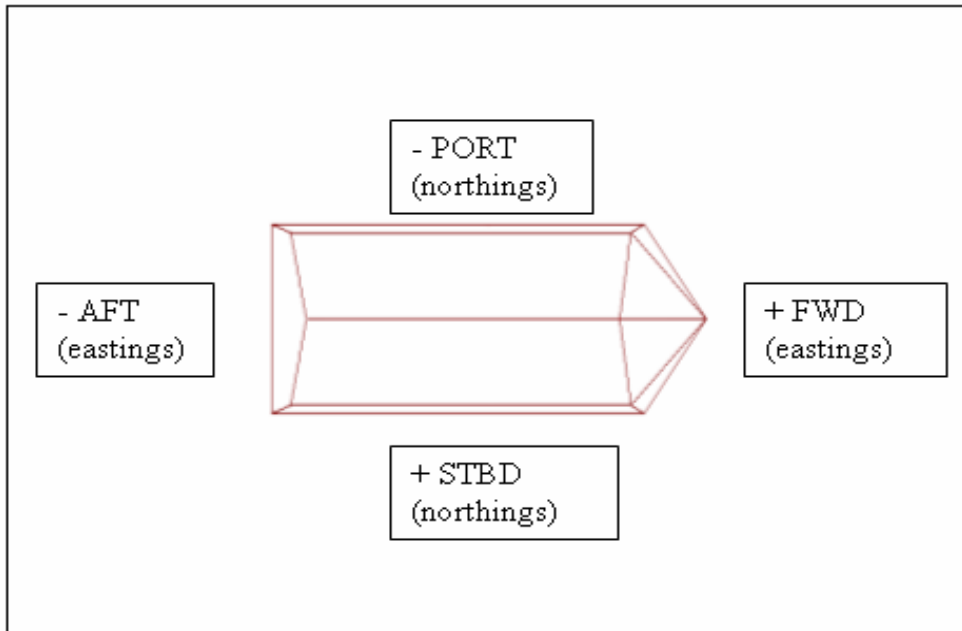 - PORT
(northings)
- AFT
(eastings)
+ FWD
(eastings)
+ STBD
(northings)